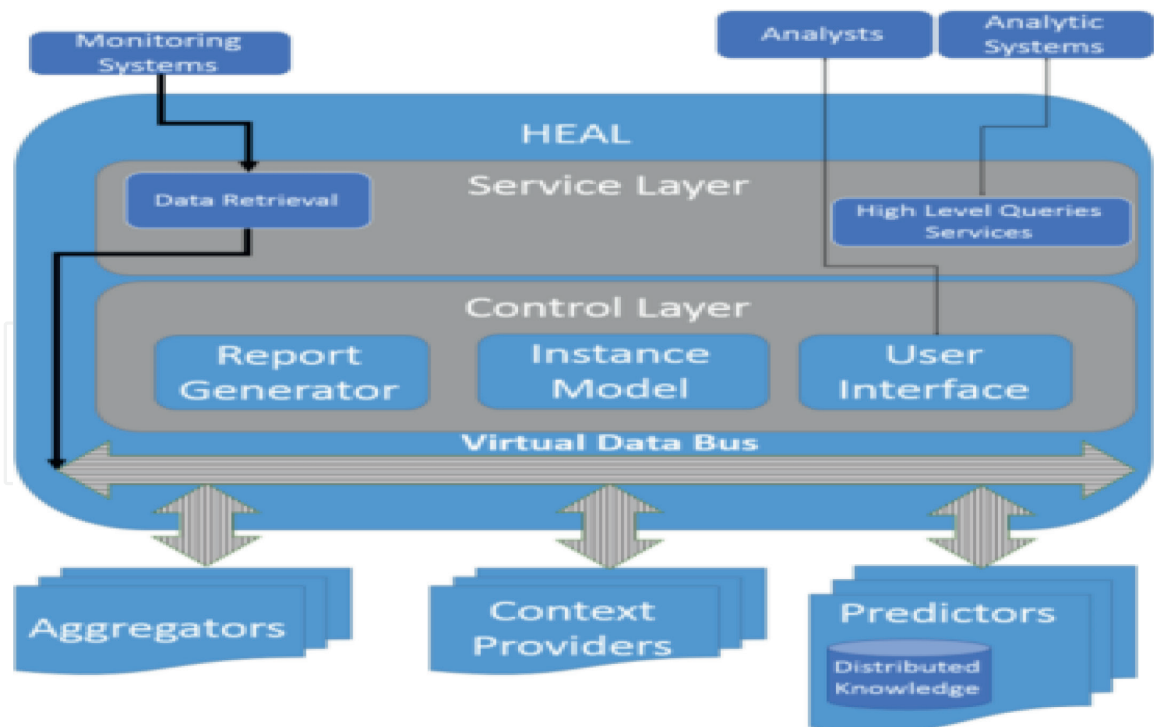 Monitoring
Systems
Analysts
Analytic
Systems
HEAL
Service Layer
Data Retrieval
High Level Queries
Services
Control Layer
Report
Generator
Instance
Model
User
Interface
Virtual Data Bus
Aggregators
Context
Providers
Predictors
Distributed
Knowledge